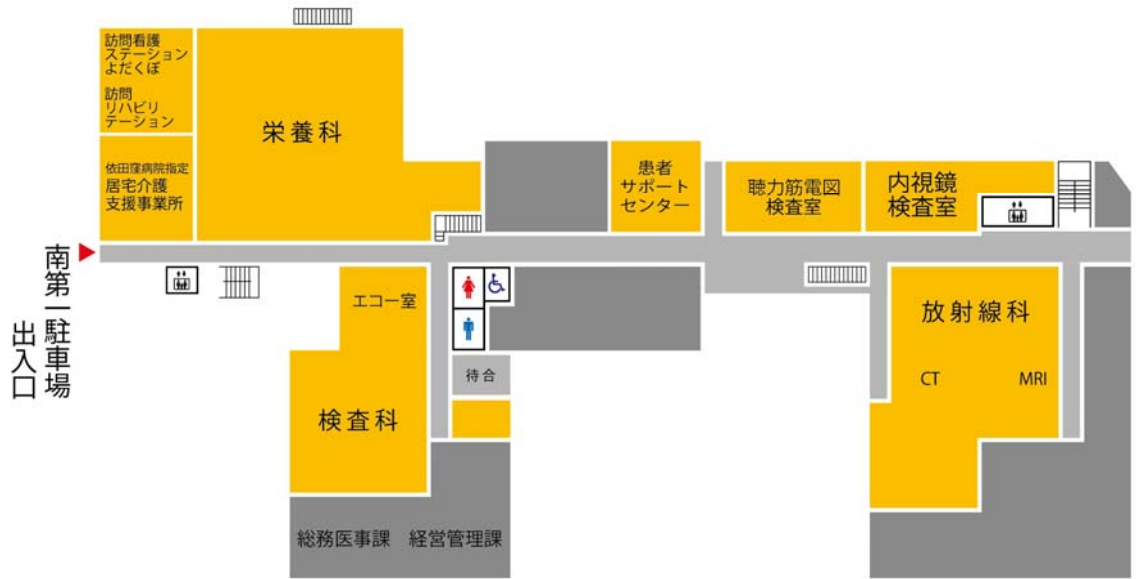 訪問看護
ステーション
よだくぼ
訪問
リハビリ
テーション
依田窪病院指定
居宅介護
支援事業所
栄養科
患者
サポート
センター
聴力筋電図
検査室
内視鏡
検査室
南第一駐車場
出入口
エコー室
検査科
待合
放射線科
CT
MRI
総務医事課 経営管理課